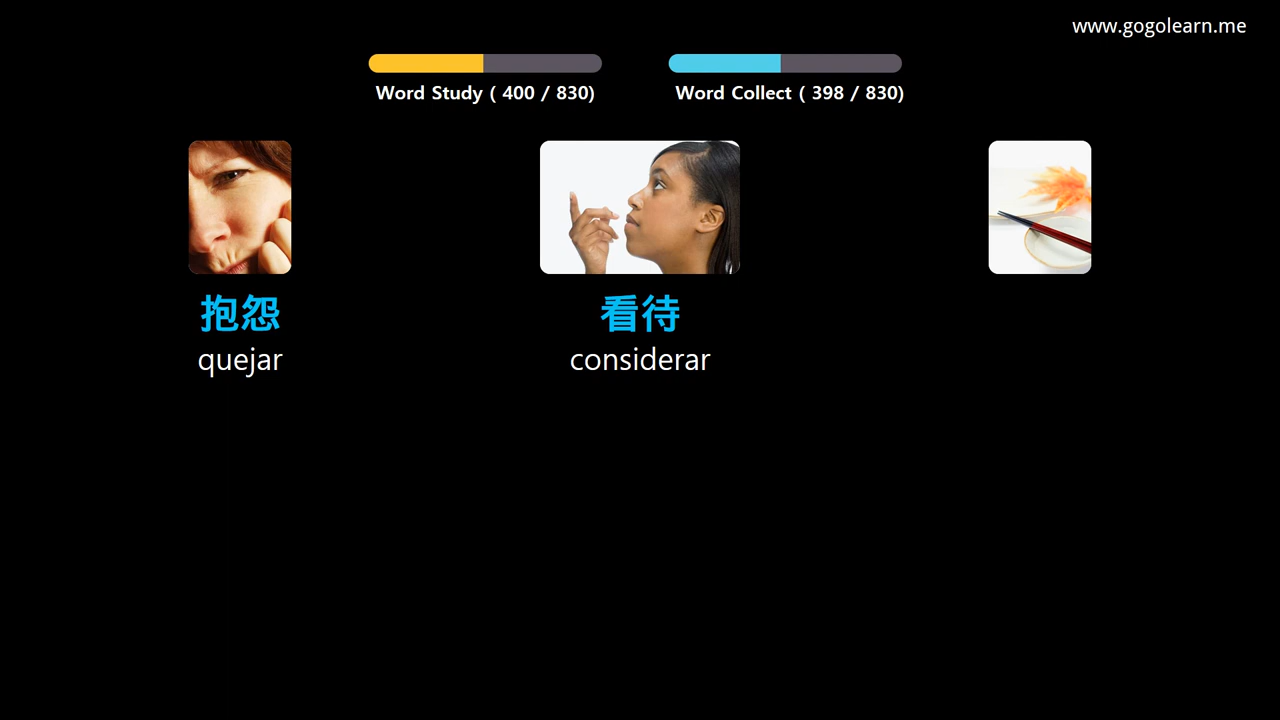 www.gogolearn.me
Word Study ( 400 / 830)
Word Collect ( 398 / 830)
抱怨
看待
quejar
considerar